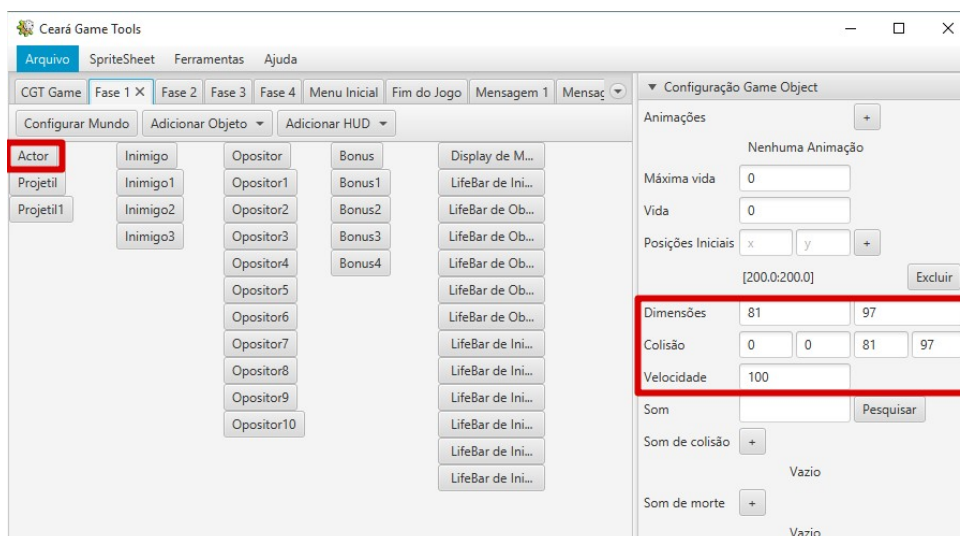 Ceará Game Tools
Arquivo SpriteSheet Ferramentas Ajuda
CGT Game Fase 1 X Fase 2 Fase 3 Fase 4 Menu Inicial Fim do Jogo Mensagem 1 Mensag
Configurar Mundo Adicionar Objeto Adicionar HUD
Actor Inimigo Opositor Bonus Display de M...
Projetil Inimigo1 Opositor1 Bonus1 LifeBar de Ini...
Projetil1 Inimigo2 Opositor2 Bonus2 LifeBar de Ob...
Inimigo3 Opositor3 Bonus3 LifeBar de Ob...
Opositor4 Bonus4 LifeBar de Ob...
Opositor5 LifeBar de Ob...
Opositor6 LifeBar de Ob...
Opositor7 LifeBar de Ini...
Opositor8 LifeBar de Ini...
Opositor9 LifeBar de Ini...
Opositor10 LifeBar de Ini...
LifeBar de Ini...
LifeBar de Ini...
Configuração Game Object
Animações +
Nenhuma Animação
Máxima vida 0
Vida 0
Posições Iniciais x y +
[200.0:200.0] Excluir
Dimensões 81 97
Colisão 0 0 81 97
Velocidade 100
Som Pesquisar
Som de colisão +
Vazio
Som de morte +
Vazio